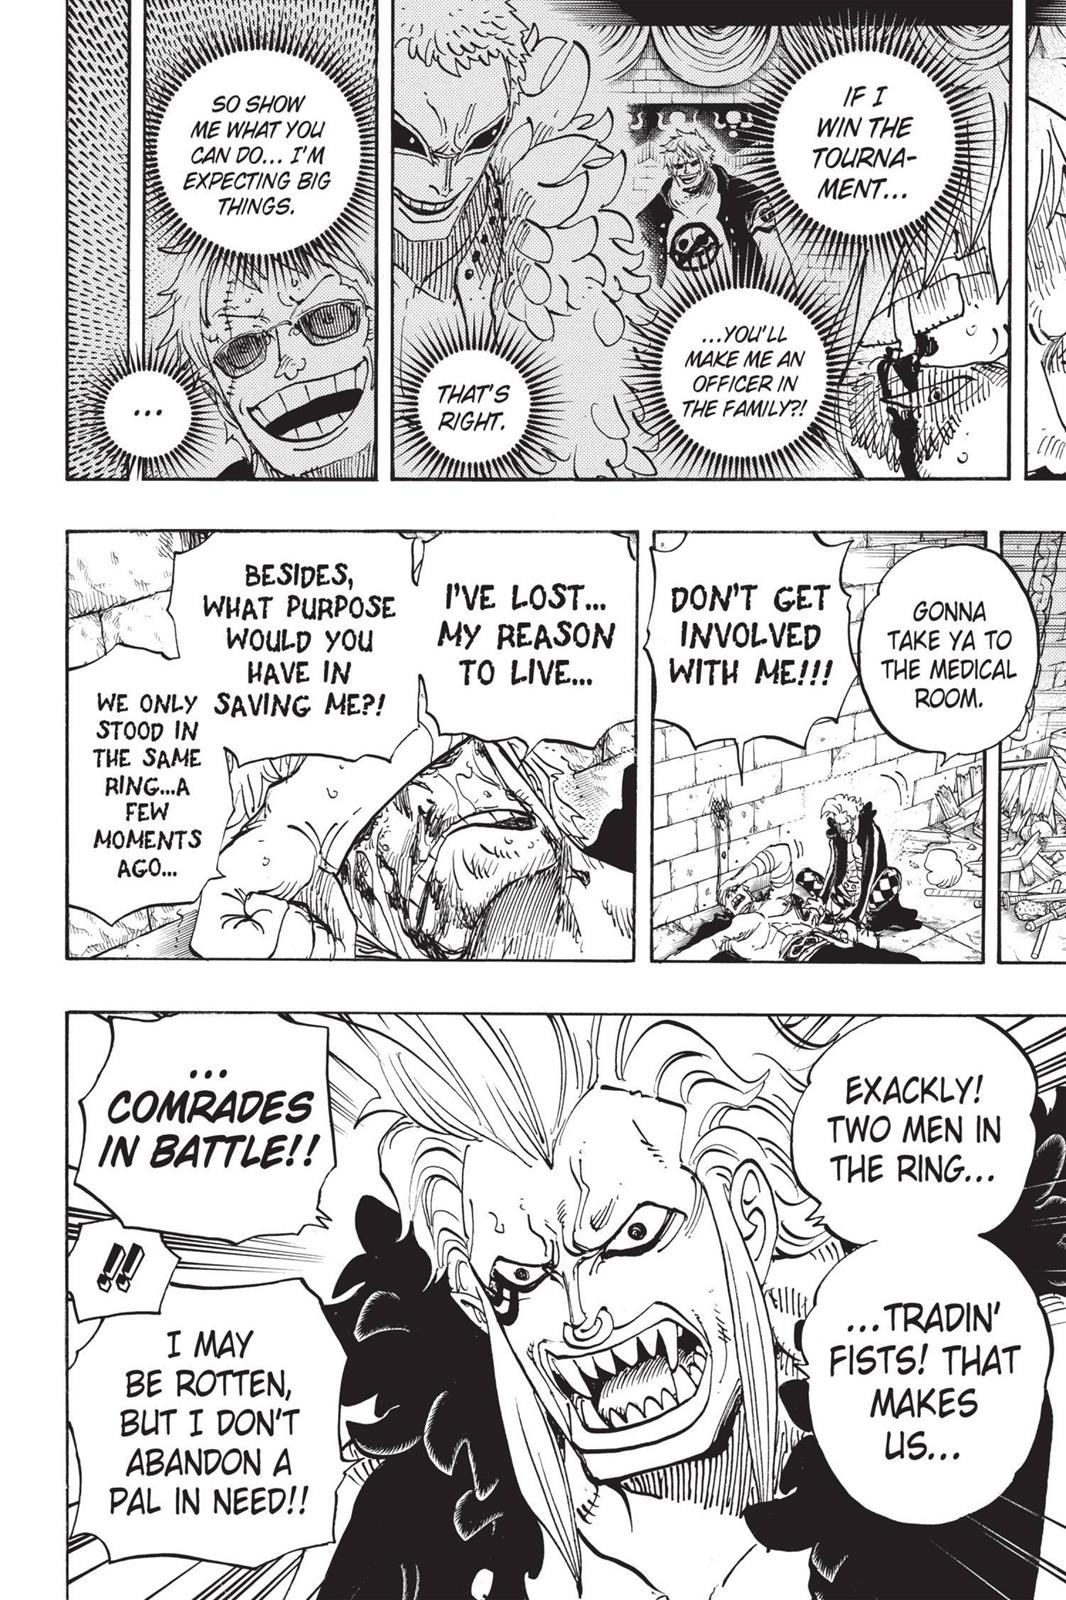 IF I
WIN THE
TOURNA-
MENT...
...YOU'LL
MAKE ME AN
OFFICER IN
THE FAMILY?!
THAT'S
RIGHT.
SO SHOW
ME WHAT YOU
CAN DO... I'M
EXPECTING BIG
THINGS.
...
GONNA
TAKE YA TO
THE MEDICAL
ROOM.
DON'T GET
INVOLVED
WITH ME!!!
I'VE LOST...
MY REASON
TO LIVE...
BESIDES,
WHAT PURPOSE
WOULD YOU
HAVE IN
SAVING ME?!
WE ONLY
STOOD IN
THE SAME
RING...A
FEW
MOMENTS
AGO...
EXACKLY!
TWO MEN IN
THE RING...
...TRADIN'
FISTS! THAT
MAKES
US...
...
COMRADES
IN BATTLE!!
!!
I MAY
BE ROTTEN,
BUT I DON'T
ABANDON A
PAL IN NEED!!